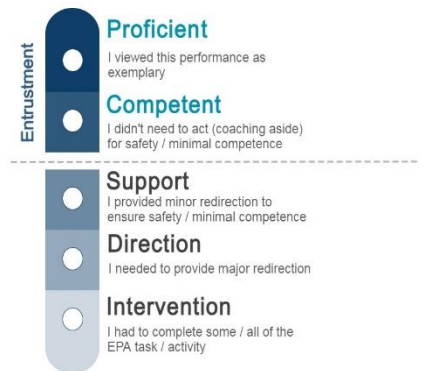 Entrustment
Proficient
I viewed this performance as
exemplary
Competent
I didn't need to act (coaching aside)
for safety / minimal competence
Support
I provided minor redirection to
ensure safety / minimal competence
Direction
I needed to provide major redirection
Intervention
I had to complete some / all of the
EPA task / activity